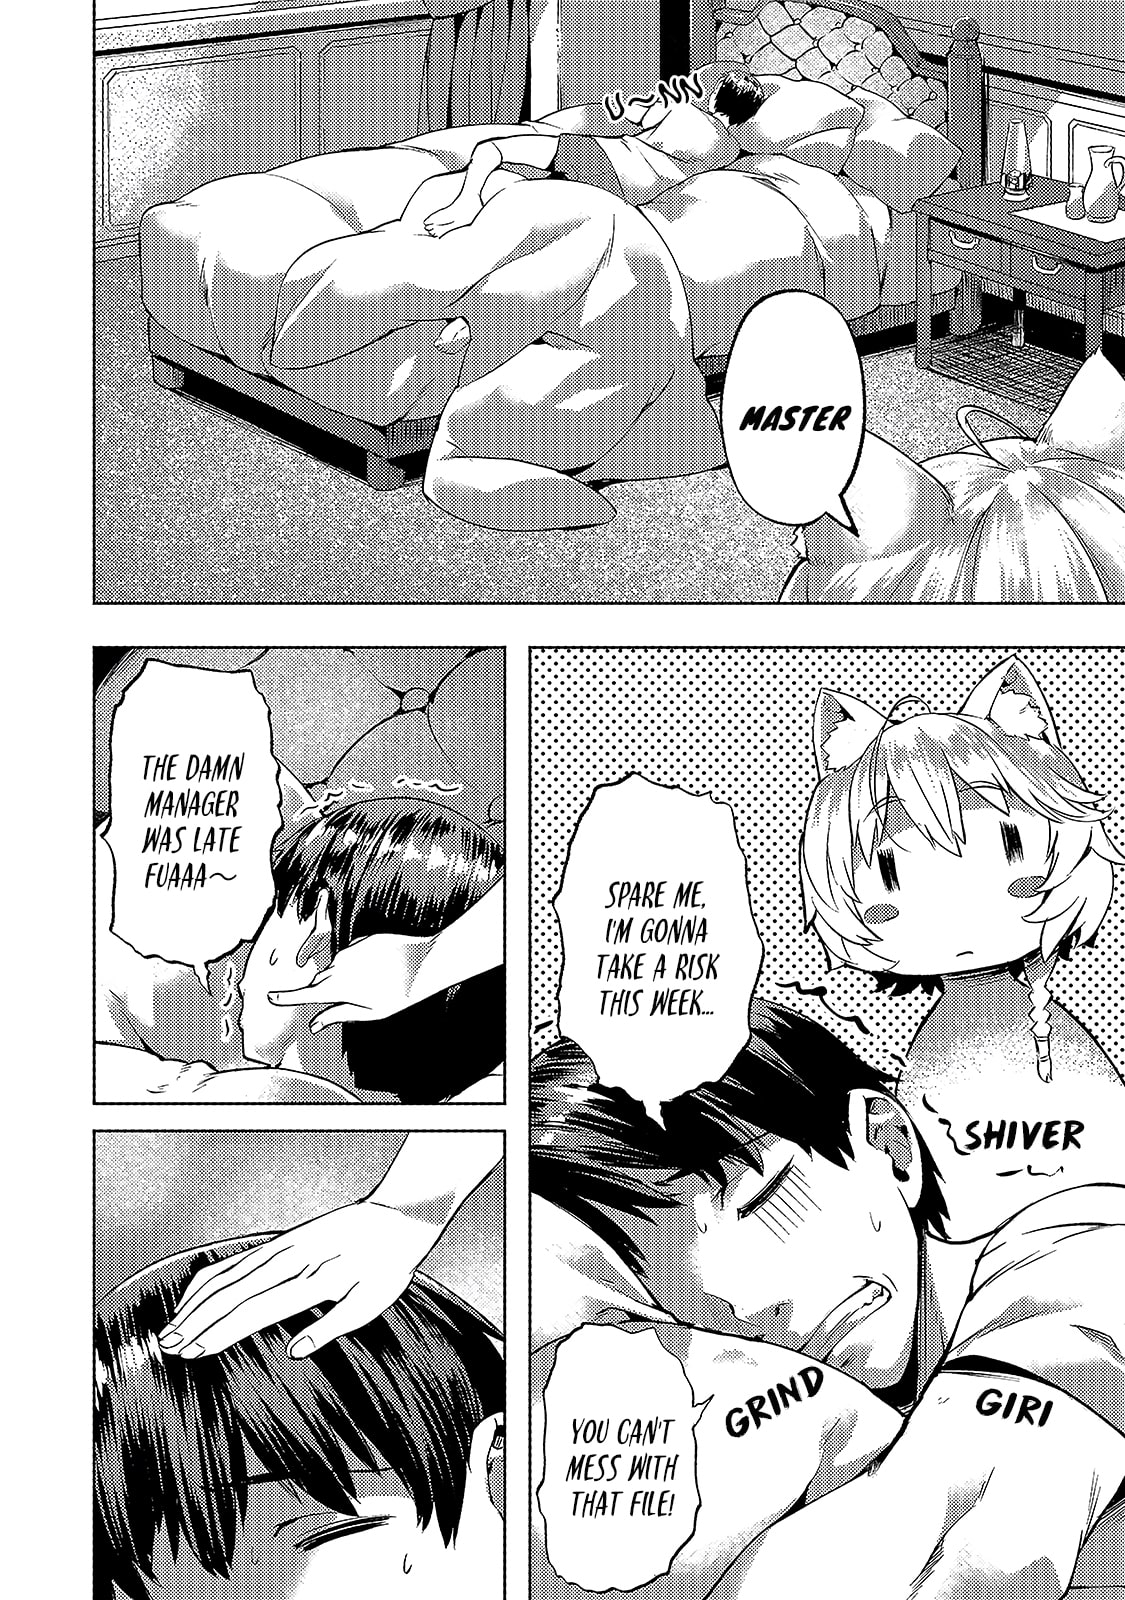 U~NN
MASTER
SPARE ME,
I'M GONNA
TAKE A RISK
THIS WEEK...
SHIVER
GRIND
GIRI
YOU CAN'T
MESS WITH
THAT FILE!
THE DAMN
MANAGER
WAS LATE
FUAAA~